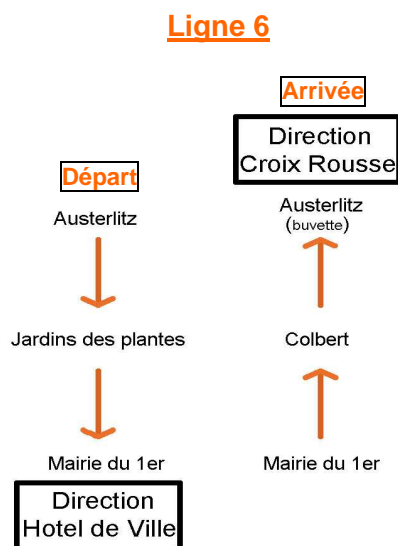 Ligne 6
Départ
Austerlitz
Jardins des plantes
Mairie du 1er
Direction
Hotel de Ville
Arrivée
Direction
Croix Rousse
Austerlitz
(buvette)
Colbert
Mairie du 1er